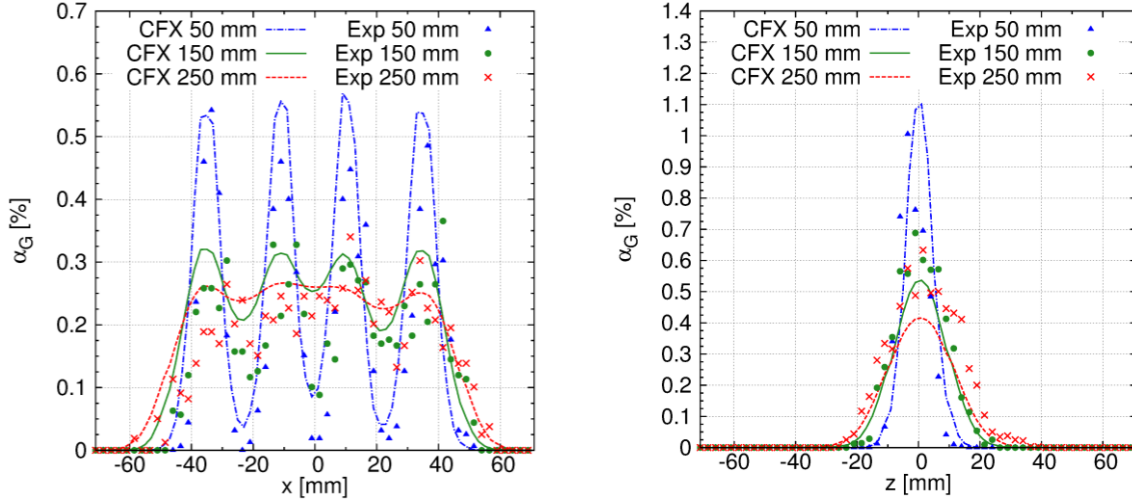 CFX 50 mm Exp 50 mm
CFX 150 mm Exp 150 mm
CFX 250 mm Exp 250 mm
0.7
0.6
0.5
0.4
0.3
0.2
0.1
0
αG [%]
-60 -40 -20 0 20 40 60
x [mm]
CFX 50 mm Exp 50 mm
CFX 150 mm Exp 150 mm
CFX 250 mm Exp 250 mm
1.4
1.3
1.2
1.1
1
0.9
0.8
0.7
0.6
0.5
0.4
0.3
0.2
0.1
0
αG [%]
-60 -40 -20 0 20 40 60
z [mm]